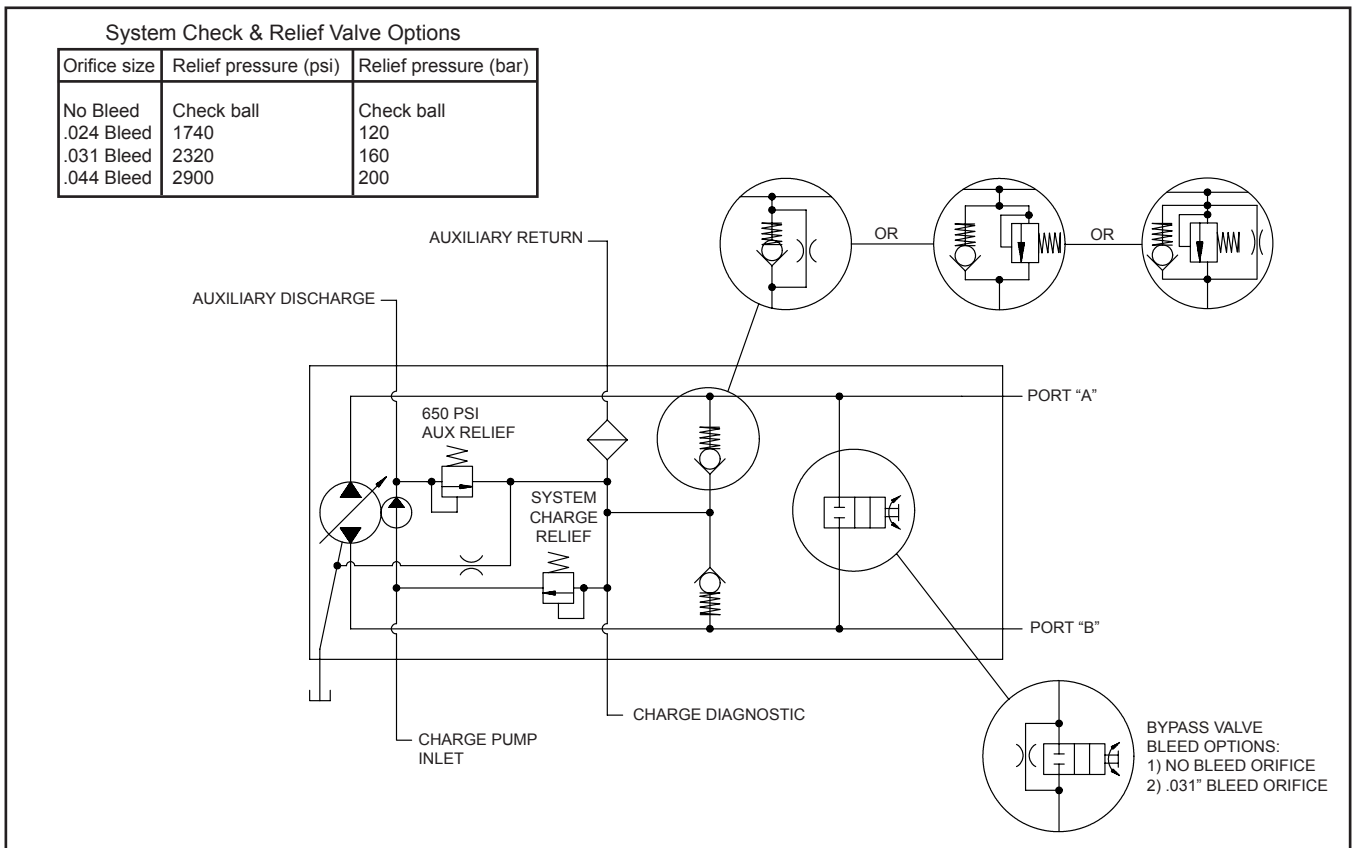 System Check & Relief Valve Options
Orifice size Relief pressure (psi) Relief pressure (bar)
No Bleed Check ball Check ball
.024 Bleed 1740 120
.031 Bleed 2320 160
.044 Bleed 2900 200
OR
OR
AUXILIARY RETURN
AUXILIARY DISCHARGE
PORT “A”
650 PSI
AUX RELIEF
SYSTEM
CHARGE
RELIEF
PORT “B”
CHARGE DIAGNOSTIC
CHARGE PUMP
INLET
BYPASS VALVE
BLEED OPTIONS:
1) NO BLEED ORIFICE
2) .031” BLEED ORIFICE